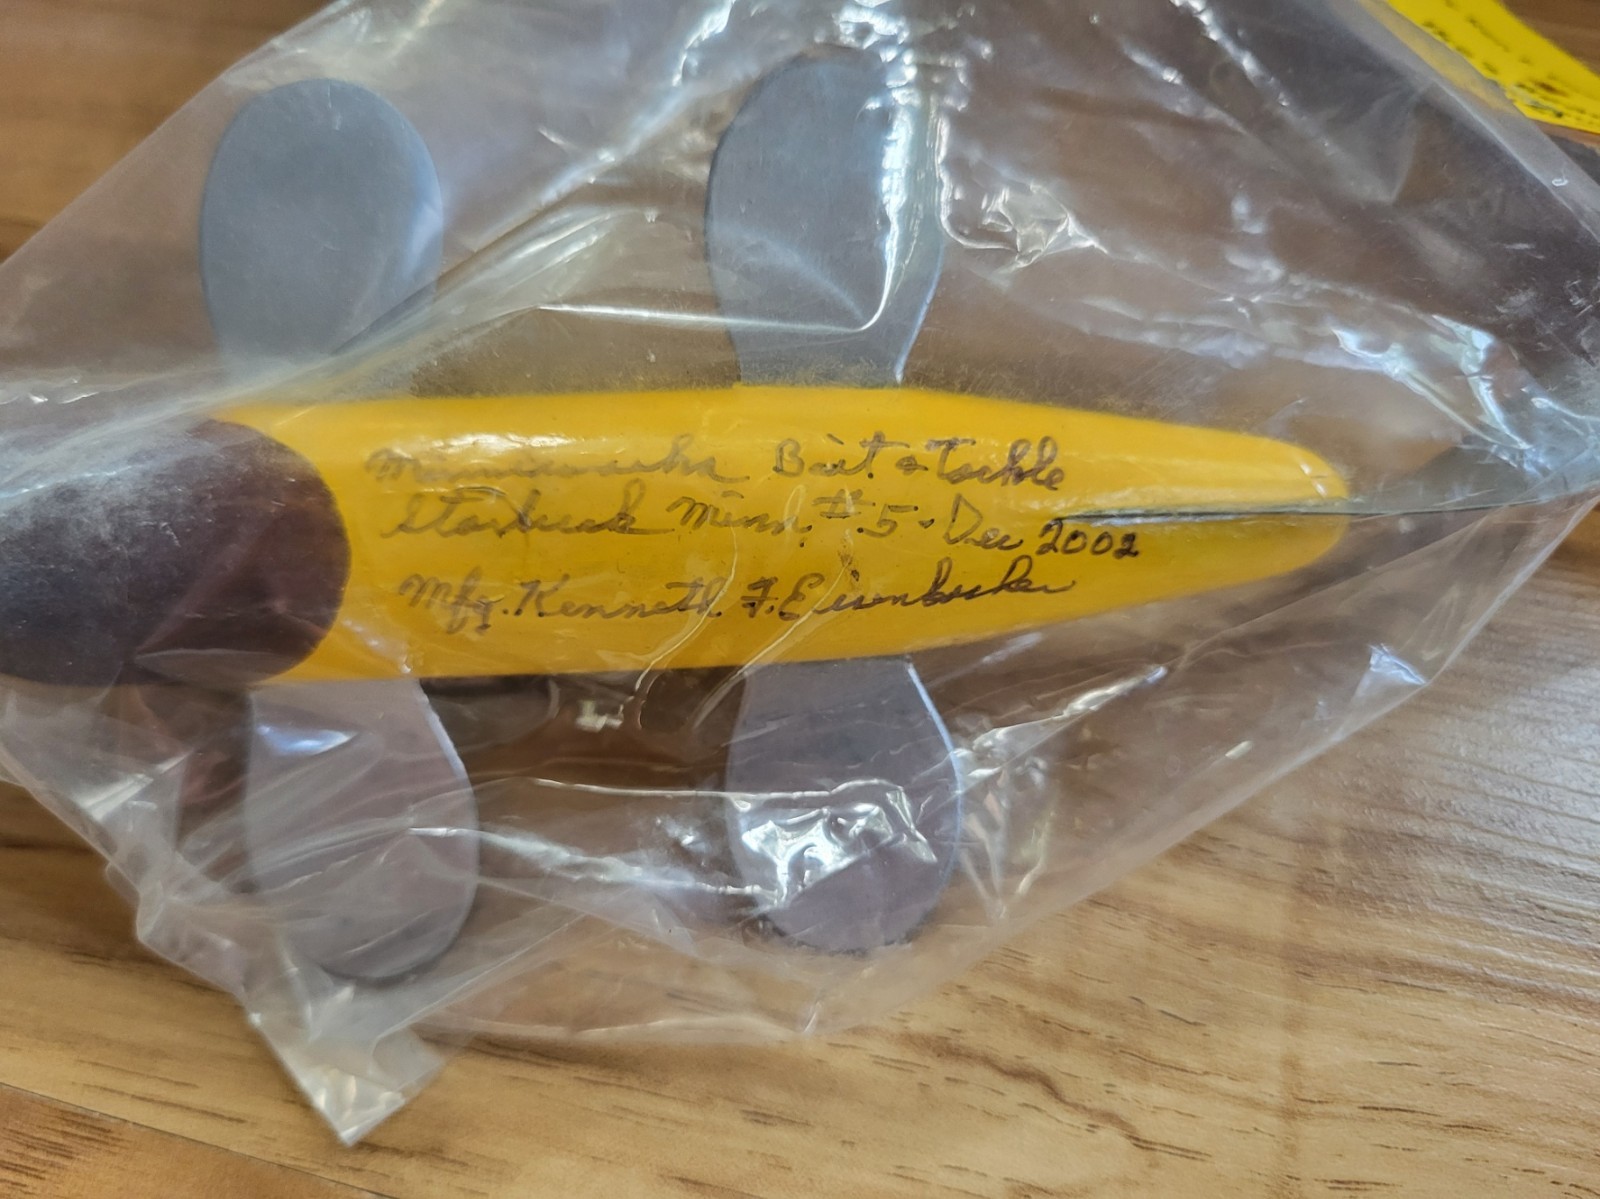 Bait & Tackle
Starbuck Minn. #5 - Dec 2002
Mfg. Kenneth F.